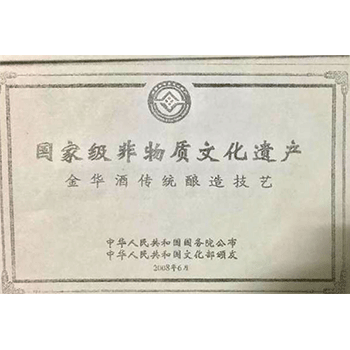 国家级非物质文化遗产
金华酒传统酿造技艺
中华人民共和国国务院公布
中华人民共和国文化部颁发
2008年6月